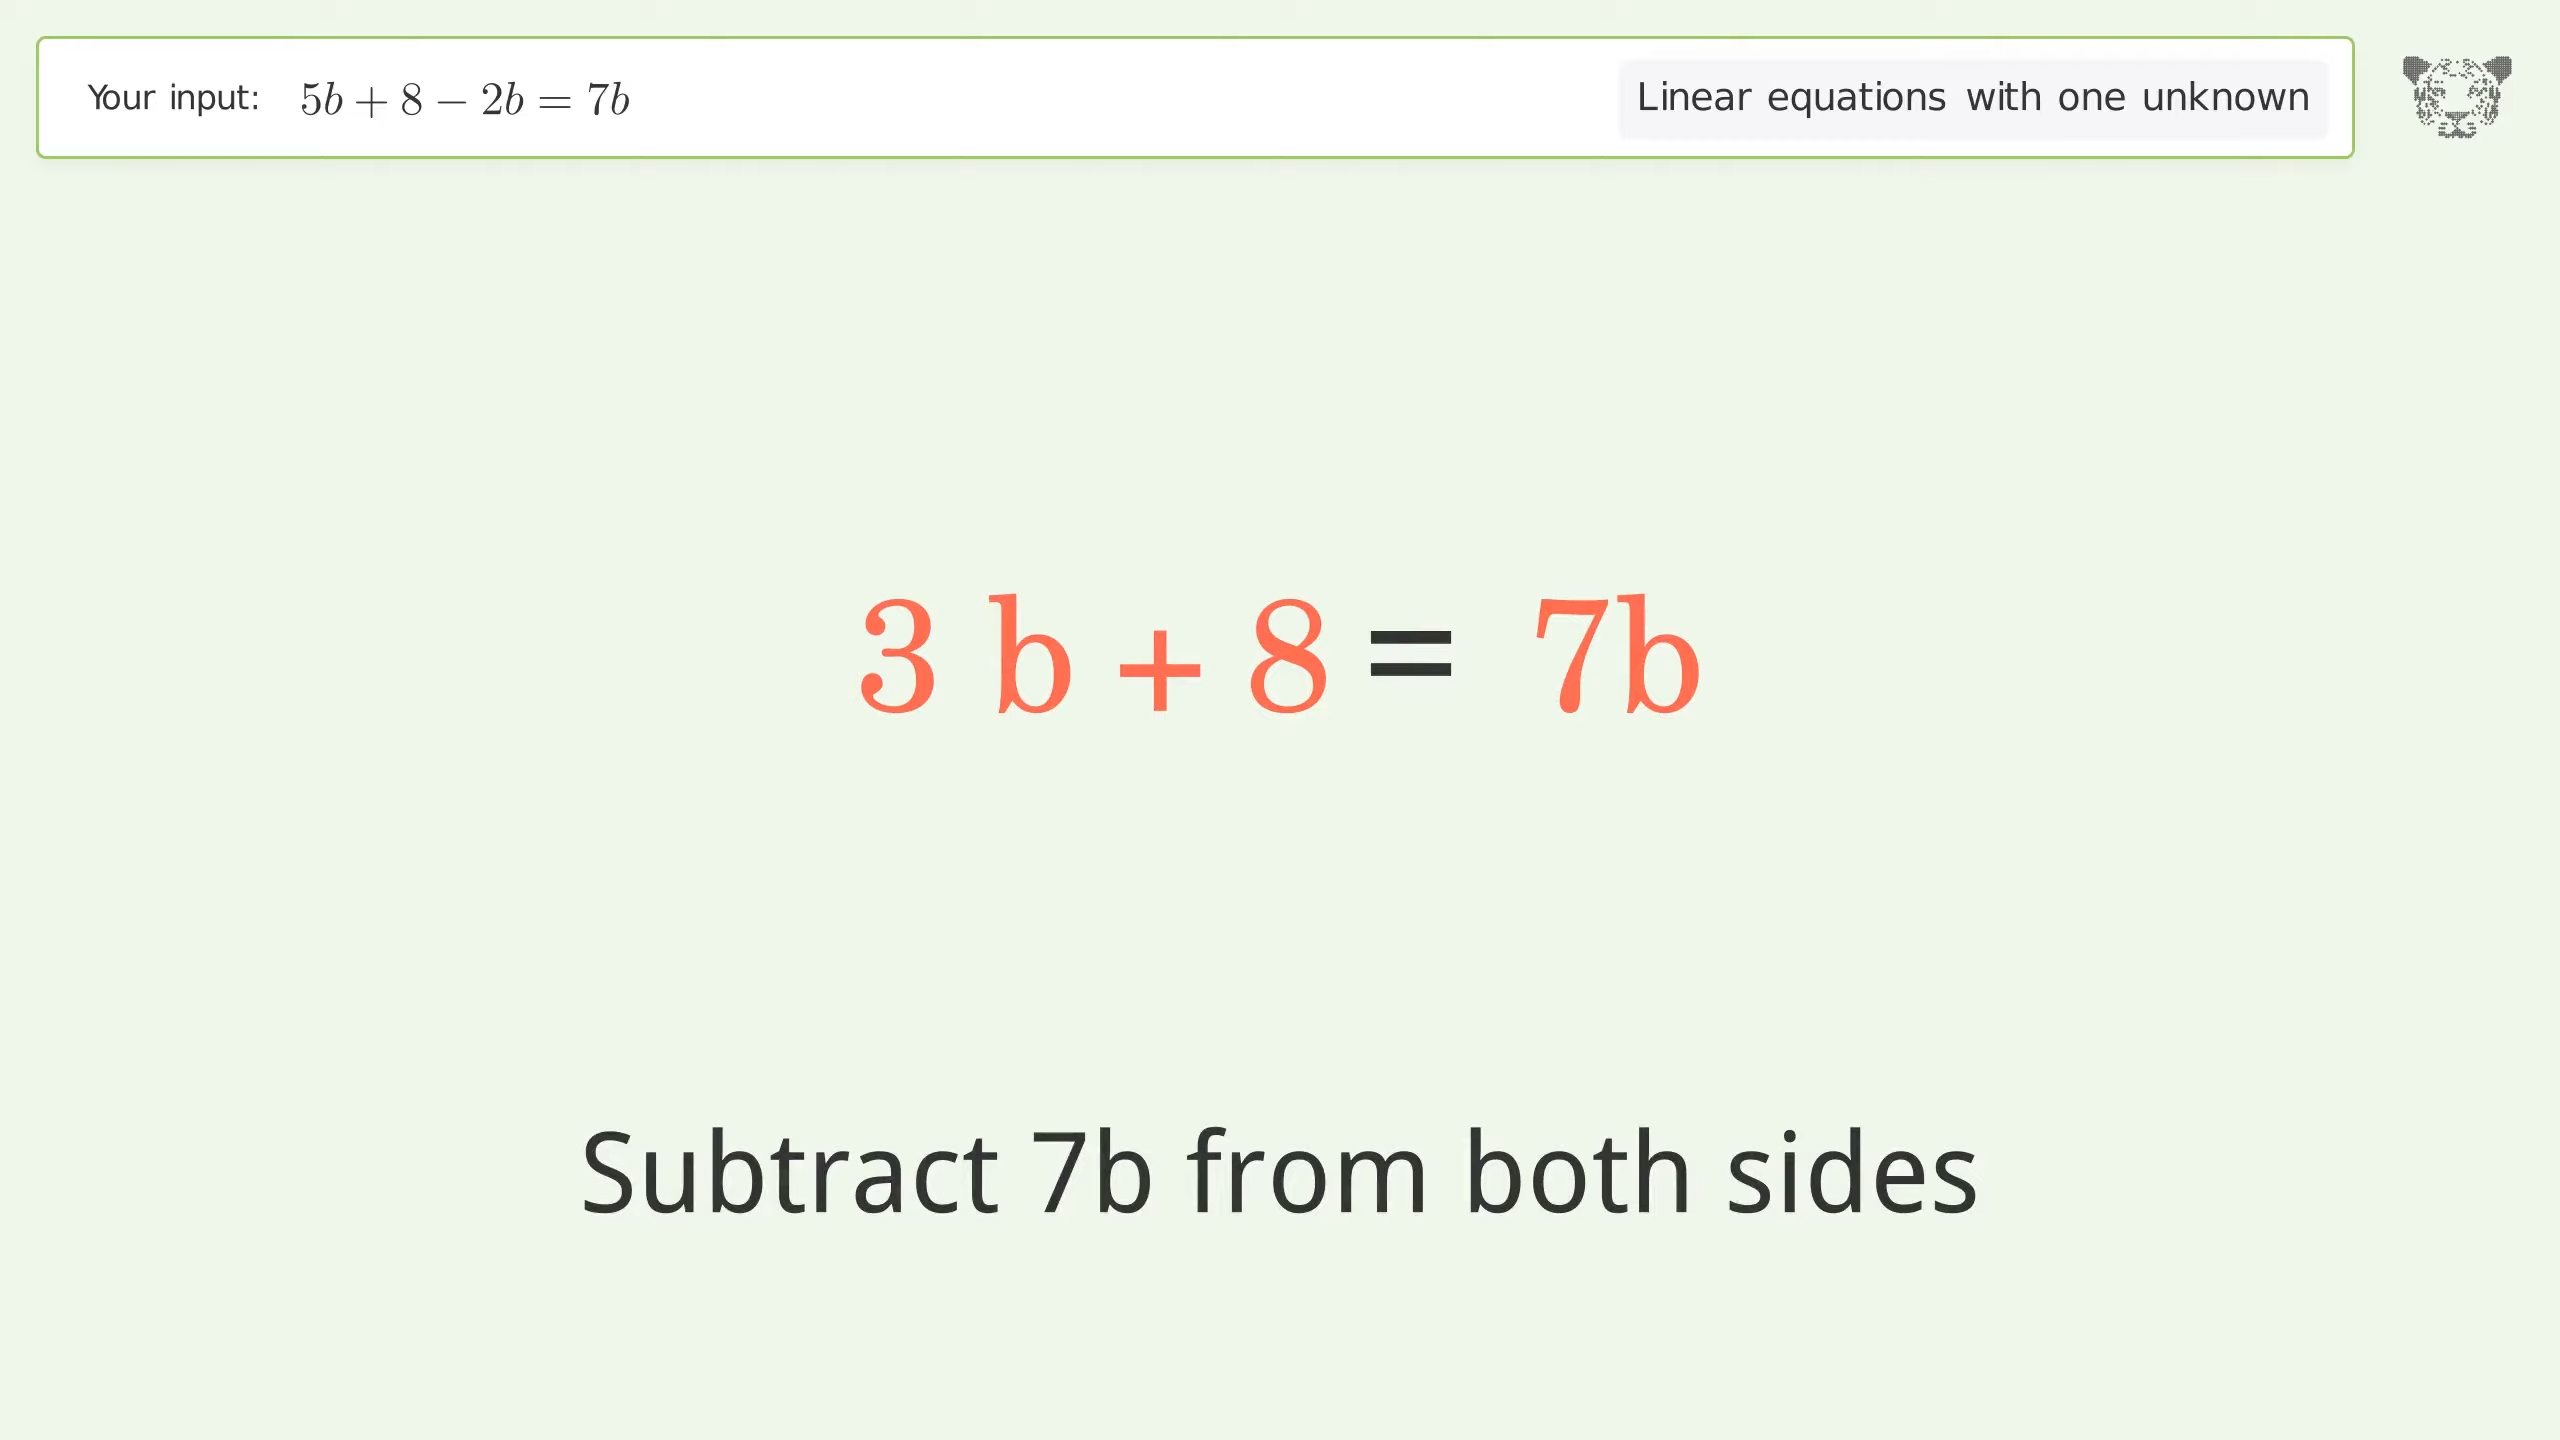 Your input: 5b + 8 − 2b = 7b
Linear equations with one unknown
3 b + 8 = 7b
Subtract 7b from both sides